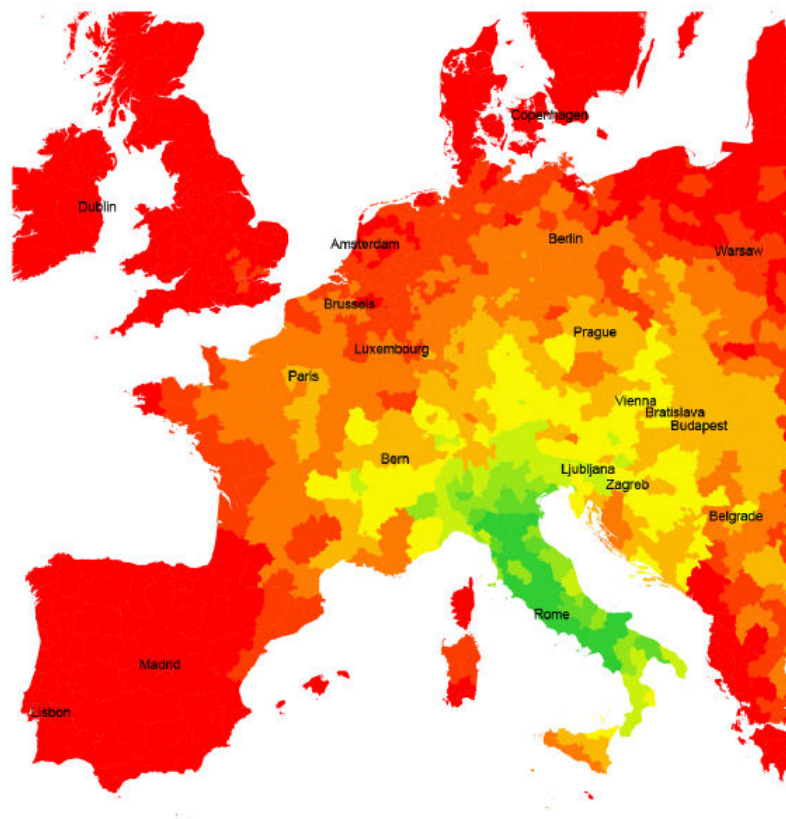 Copenhagen
Dublin
Amsterdam
Berlin
Warsaw
Brussels
Prague
Luxembourg
Paris
Vienna
Bratislava
Budapest
Bern
Ljubljana
Zagreb
Belgrade
Rome
Madrid
Lisbon